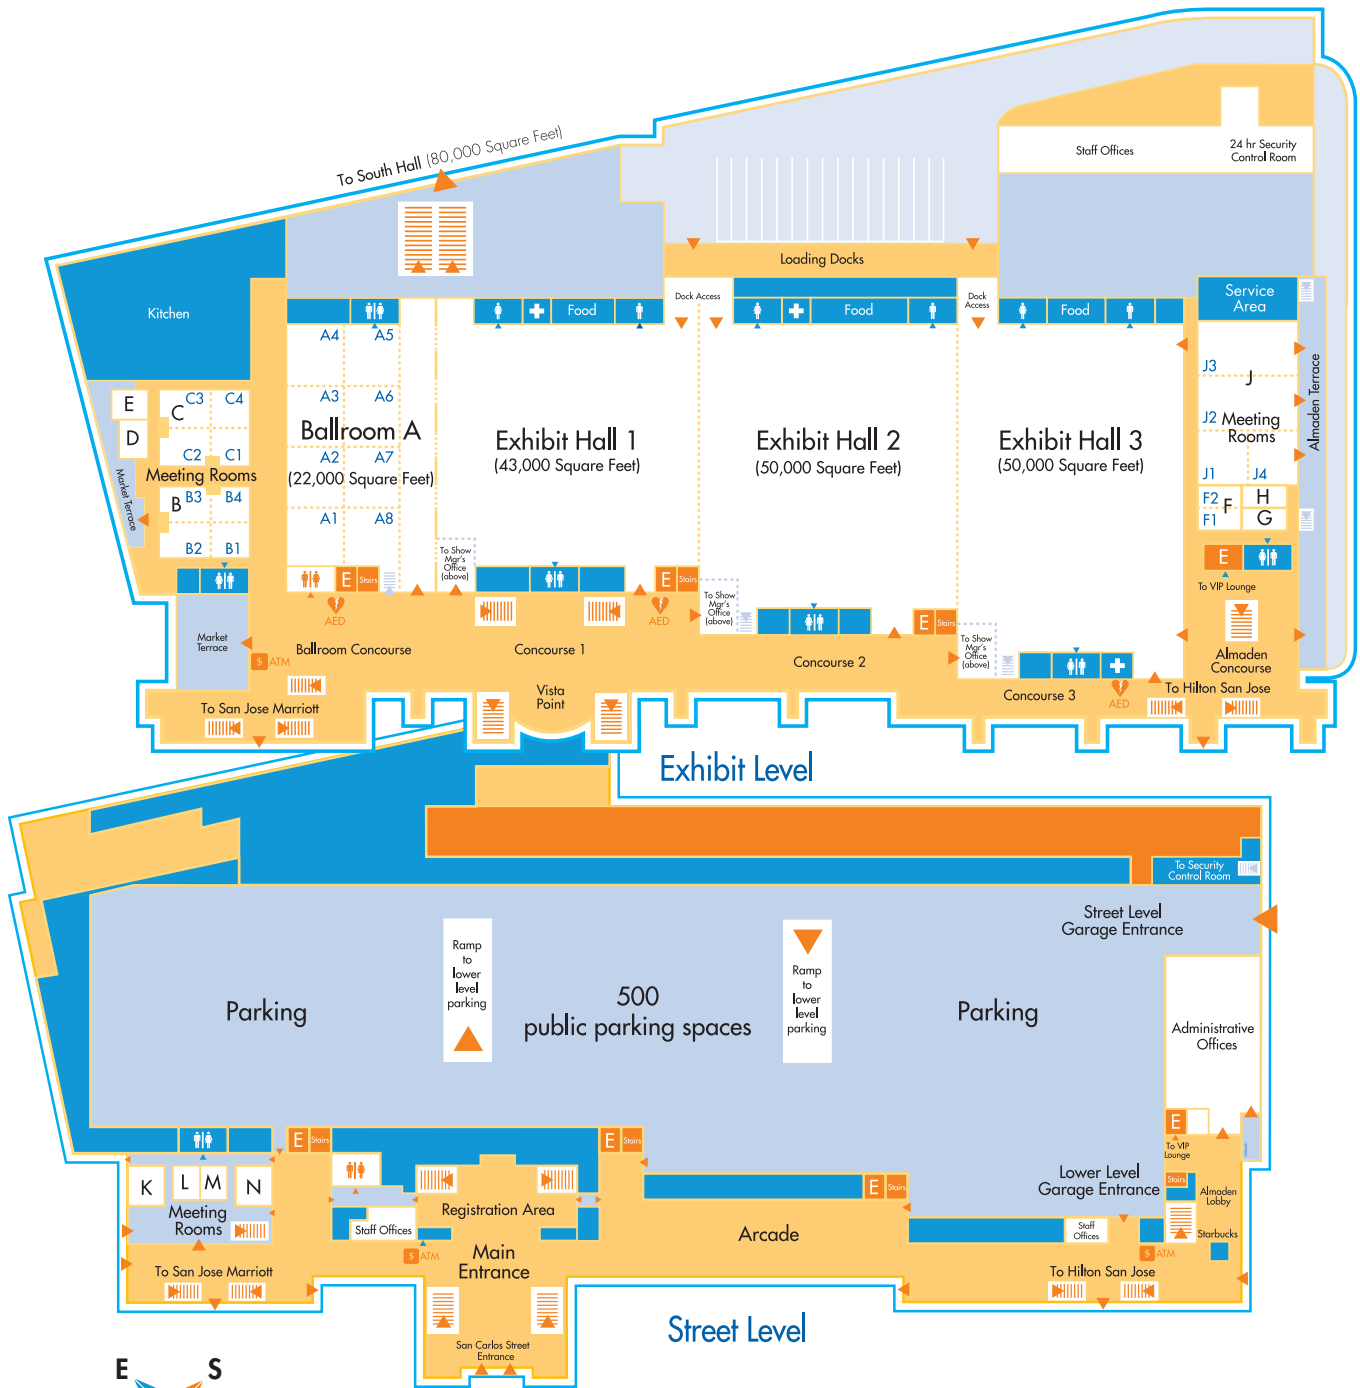 To South Hall (80,000 Square Feet)
Staff Offices
24 hr Security
Control Room
Loading Docks
Kitchen
Dock Access
Dock
Access
Service
Area
Food
Food
Food
A4
A5
A3
A6
Ballroom A
A2
A7
(22,000 Square Feet)
A1
A8
Exhibit Hall 1
(43,000 Square Feet)
Exhibit Hall 2
(50,000 Square Feet)
Exhibit Hall 3
(50,000 Square Feet)
E
D
C
C3
C4
C2
C1
Meeting Rooms
B
B3
B4
B2
B1
Market Terrace
J3
J
J2
Meeting
Rooms
J1
J4
F2
F
H
F1
G
Almaden Terrace
E
To VIP Lounge
Almaden
Concourse
To Hilton San Jose
To Show
Mgr's
Office
(above)
To Show
Mgr's
Office
(above)
To Show
Mgr's
Office
(above)
E
Stairs
E
Stairs
E
Stairs
AED
AED
AED
Market
Terrace
$ ATM
Ballroom Concourse
Concourse 1
Concourse 2
Concourse 3
Vista
Point
To San Jose Marriott
Exhibit Level
To Security
Control Room
Street Level
Garage Entrance
Ramp
to
lower
level
parking
Ramp
to
lower
level
parking
Parking
500
public parking spaces
Parking
Administrative
Offices
E
To VIP
Lounge
Stairs
Almaden
Lobby
Starbucks
E
Stairs
E
Stairs
E
Stairs
K
L
M
N
Meeting
Rooms
Registration Area
Staff Offices
$ ATM
Main
Entrance
Arcade
Lower Level
Garage Entrance
Staff
Offices
$ ATM
To San Jose Marriott
To Hilton San Jose
San Carlos Street
Entrance
Street Level
E
S